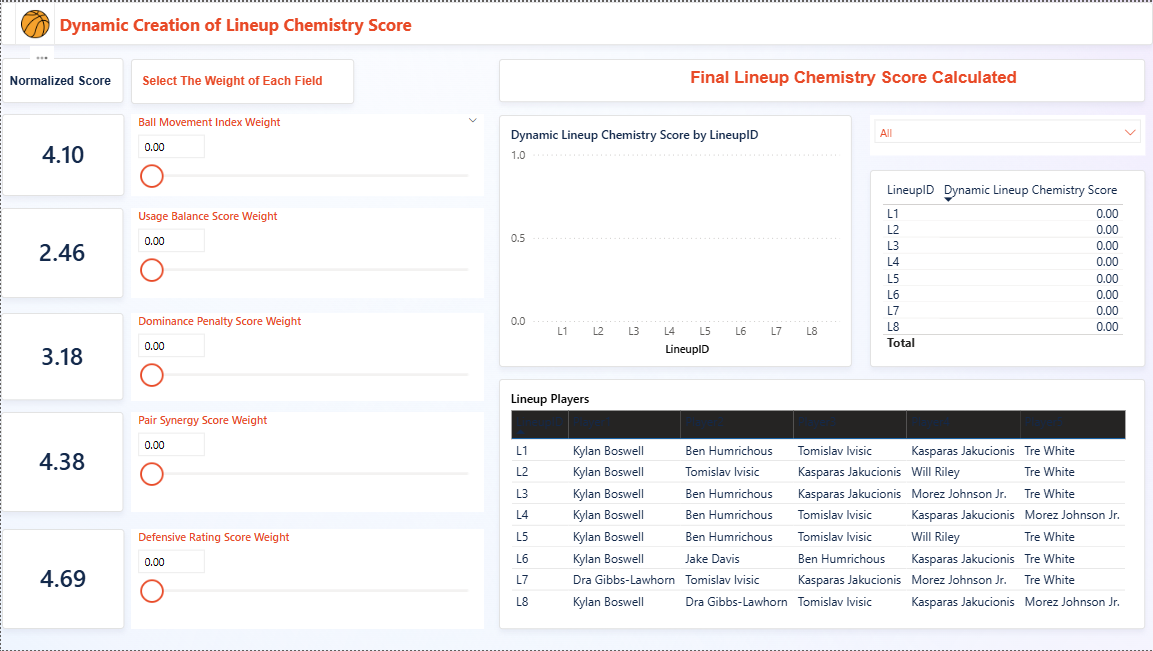 Dynamic Creation of Lineup Chemistry Score
Normalized Score
Select The Weight of Each Field
Final Lineup Chemistry Score Calculated
4.10
Ball Movement Index Weight
0.00
2.46
Usage Balance Score Weight
0.00
3.18
Dominance Penalty Score Weight
0.00
4.38
Pair Synergy Score Weight
0.00
4.69
Defensive Rating Score Weight
0.00
Dynamic Lineup Chemistry Score by LineupID
1.0
0.5
0.0
L1 L2 L3 L4 L5 L6 L7 L8
LineupID
All
LineupID Dynamic Lineup Chemistry Score
L1 0.00
L2 0.00
L3 0.00
L4 0.00
L5 0.00
L6 0.00
L7 0.00
L8 0.00
Total
Lineup Players
L1 Kylan Boswell Ben Humrichous Tomislav Ivisic Kasparas Jakucionis Tre White
L2 Kylan Boswell Tomislav Ivisic Kasparas Jakucionis Will Riley Tre White
L3 Kylan Boswell Ben Humrichous Kasparas Jakucionis Morez Johnson Jr. Tre White
L4 Kylan Boswell Ben Humrichous Tomislav Ivisic Kasparas Jakucionis Morez Johnson Jr.
L5 Kylan Boswell Ben Humrichous Tomislav Ivisic Will Riley Tre White
L6 Kylan Boswell Jake Davis Ben Humrichous Kasparas Jakucionis Tre White
L7 Dra Gibbs-Lawhorn Tomislav Ivisic Kasparas Jakucionis Morez Johnson Jr. Tre White
L8 Kylan Boswell Dra Gibbs-Lawhorn Tomislav Ivisic Kasparas Jakucionis Morez Johnson Jr.